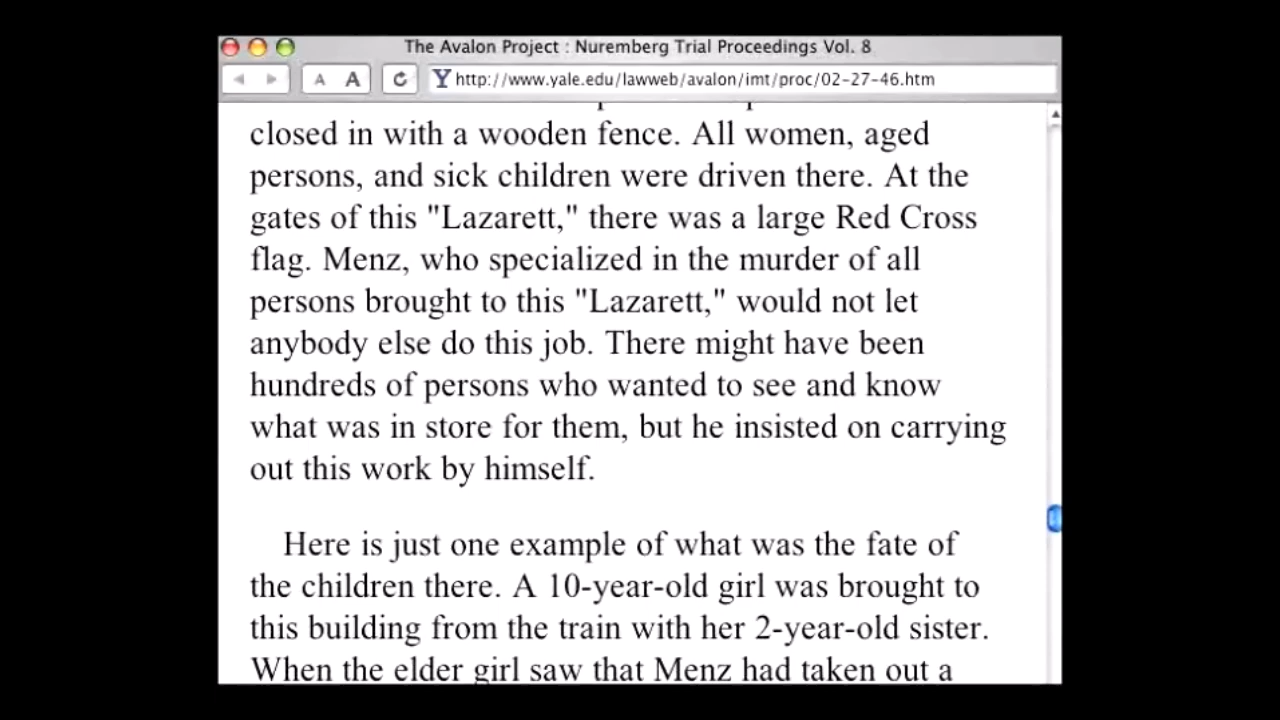 The Avalon Project : Nuremberg Trial Proceedings Vol. 8
A A Y http://www.yale.edu/lawweb/avalon/imt/proc/02-27-46.htm
closed in with a wooden fence. All women, aged
persons, and sick children were driven there. At the
gates of this "Lazarett," there was a large Red Cross
flag. Menz, who specialized in the murder of all
persons brought to this "Lazarett," would not let
anybody else do this job. There might have been
hundreds of persons who wanted to see and know
what was in store for them, but he insisted on carrying
out this work by himself.
Here is just one example of what was the fate of
the children there. A 10-year-old girl was brought to
this building from the train with her 2-year-old sister.
When the elder girl saw that Menz had taken out a